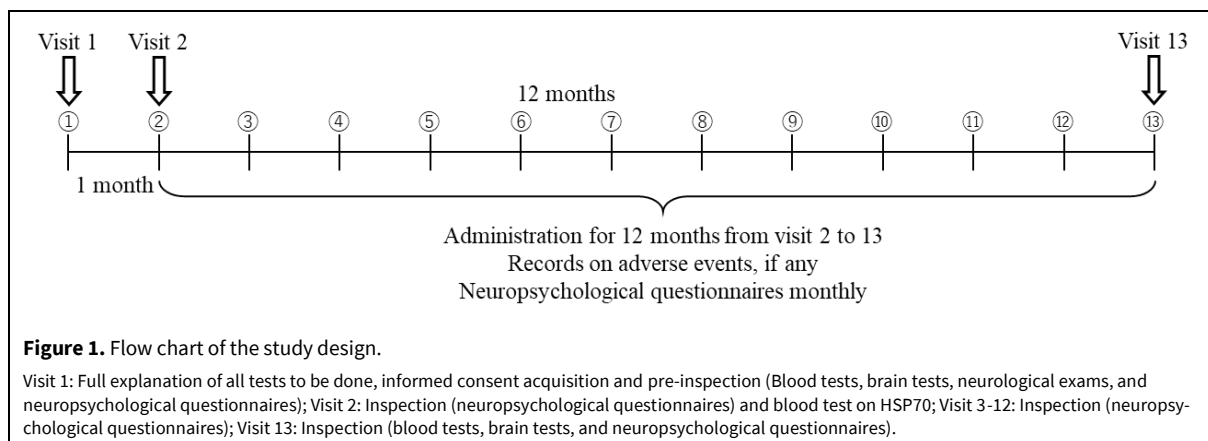 Visit 1 Visit 2 Visit 13
12 months
① ② ③ ④ ⑤ ⑥ ⑦ ⑧ ⑨ ⑩ ⑪ ⑫ ⑬
1 month
Administration for 12 months from visit 2 to 13
Records on adverse events, if any
Neuropsychological questionnaires monthly
Figure 1. Flow chart of the study design.
Visit 1: Full explanation of all tests to be done, informed consent acquisition and pre-inspection (Blood tests, brain tests, neurological exams, and
neuropsychological questionnaires); Visit 2: Inspection (neuropsychological questionnaires) and blood test on HSP70; Visit 3-12: Inspection (neuropsy-
chological questionnaires); Visit 13: Inspection (blood tests, brain tests, and neuropsychological questionnaires).